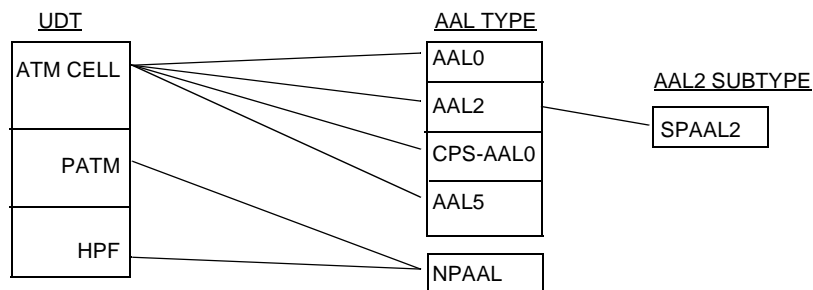 UDT
ATM CELL
PATM
HPF
AAL TYPE
AAL0
AAL2
CPS-AAL0
AAL5
NPAAL
AAL2 SUBTYPE
SPAAL2